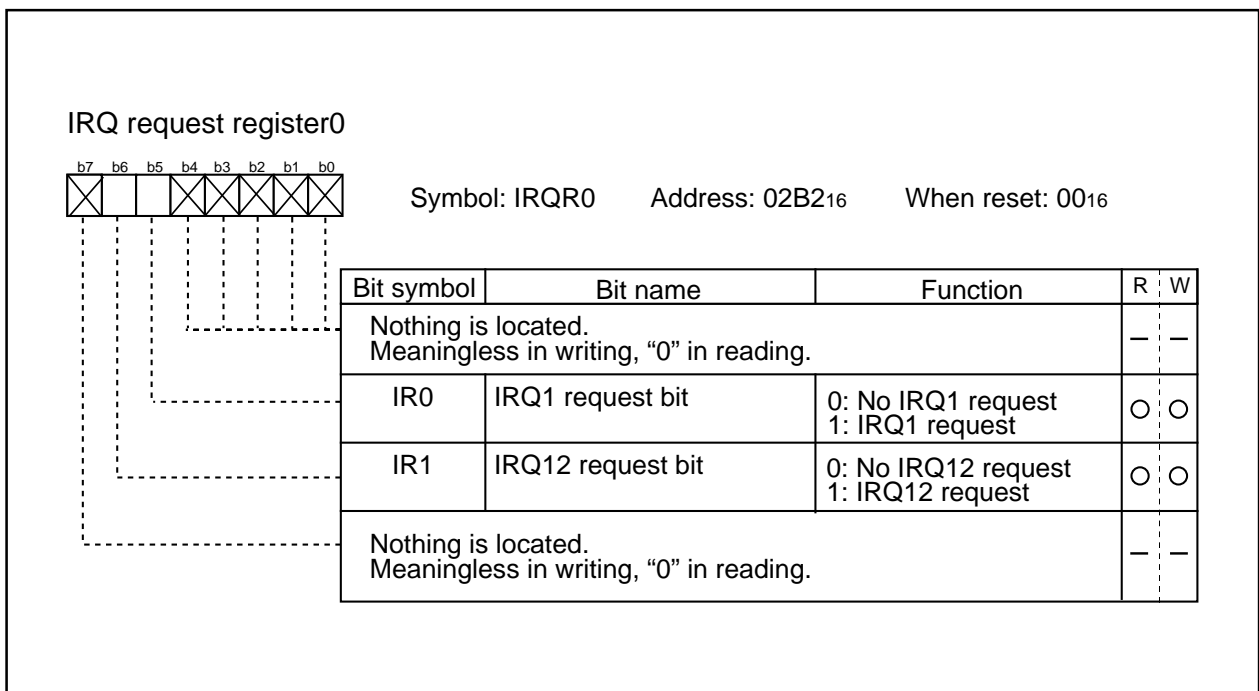 IRQ request register0
b7 b6 b5 b4 b3 b2 b1 b0
Symbol: IRQR0 Address: 02B216 When reset: 0016
Bit symbol Bit name Function R W
Nothing is located.
Meaningless in writing, “0” in reading. – –
IR0 IRQ1 request bit 0: No IRQ1 request
1: IRQ1 request
IR1 IRQ12 request bit 0: No IRQ12 request
1: IRQ12 request
Nothing is located.
Meaningless in writing, “0” in reading. – –